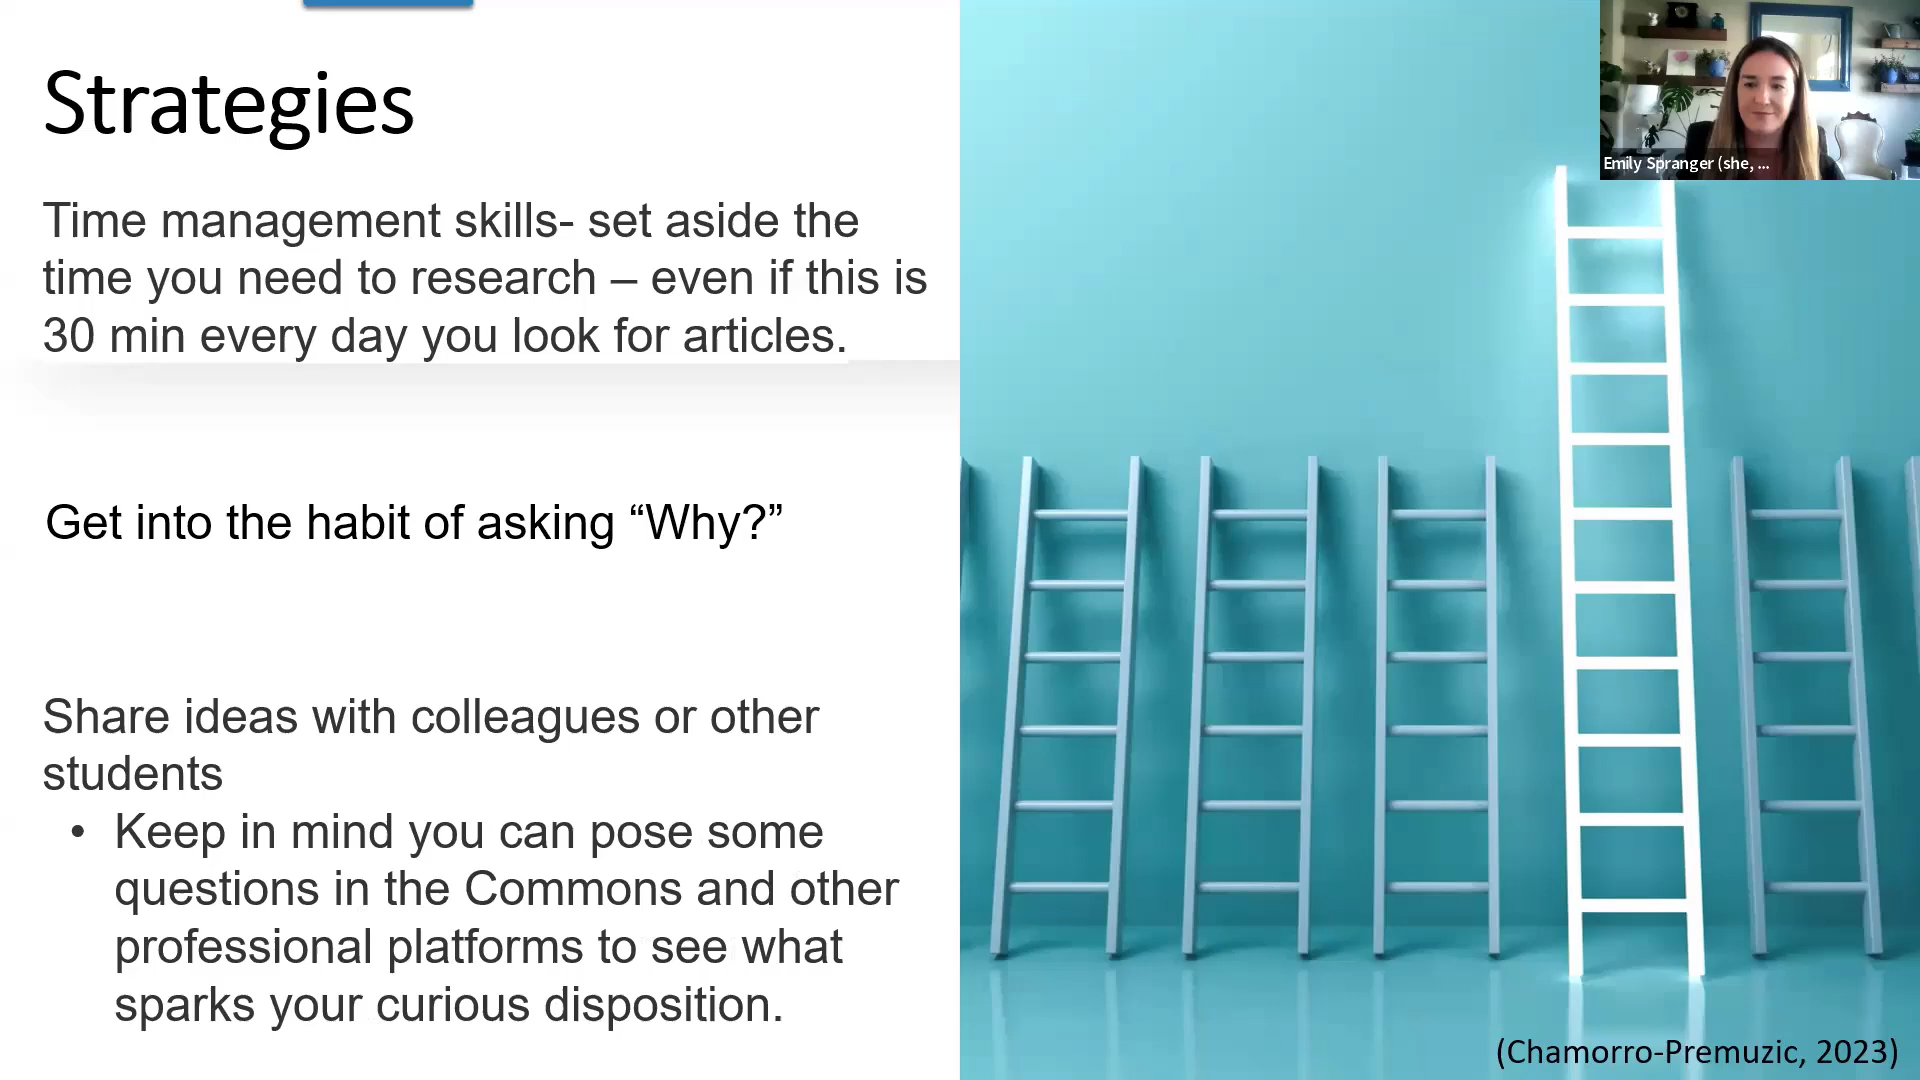 Strategies
Time management skills- set aside the
time you need to research – even if this is
30 min every day you look for articles.
Get into the habit of asking “Why?”
Share ideas with colleagues or other
students
• Keep in mind you can pose some
questions in the Commons and other
professional platforms to see what
sparks your curious disposition.
Emily Spranger (she, ...
(Chamorro-Premuzic, 2023)